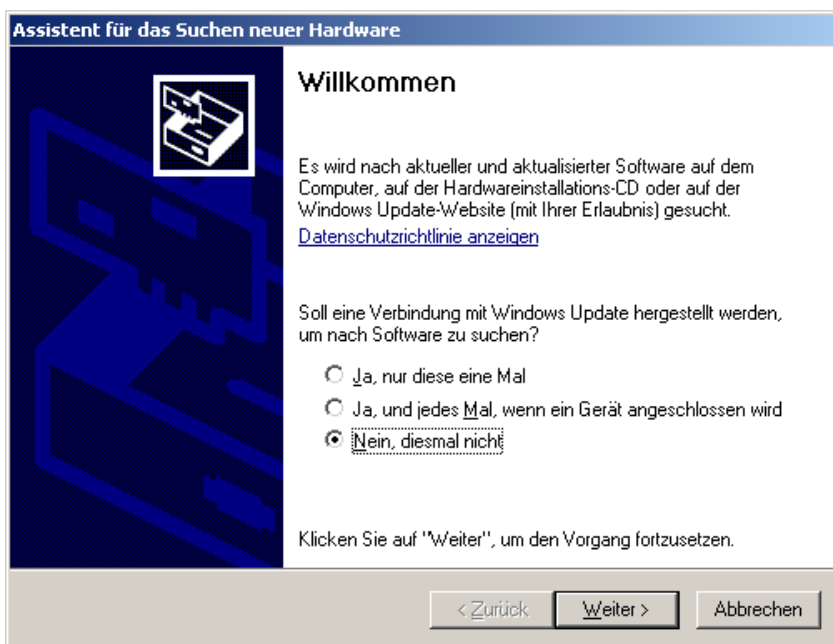 Assistent für das Suchen neuer Hardware
Willkommen
Es wird nach aktueller und aktualisierter Software auf dem
Computer, auf der Hardwareinstallations-CD oder auf der
Windows Update-Website (mit Ihrer Erlaubnis) gesucht.
Datenschutzrichtlinie anzeigen
Soll eine Verbindung mit Windows Update hergestellt werden,
um nach Software zu suchen?
Ja, nur diese eine Mal
Ja, und jedes Mal, wenn ein Gerät angeschlossen wird
Nein, diesmal nicht
Klicken Sie auf "Weiter", um den Vorgang fortzusetzen.
< Zurück Weiter > Abbrechen